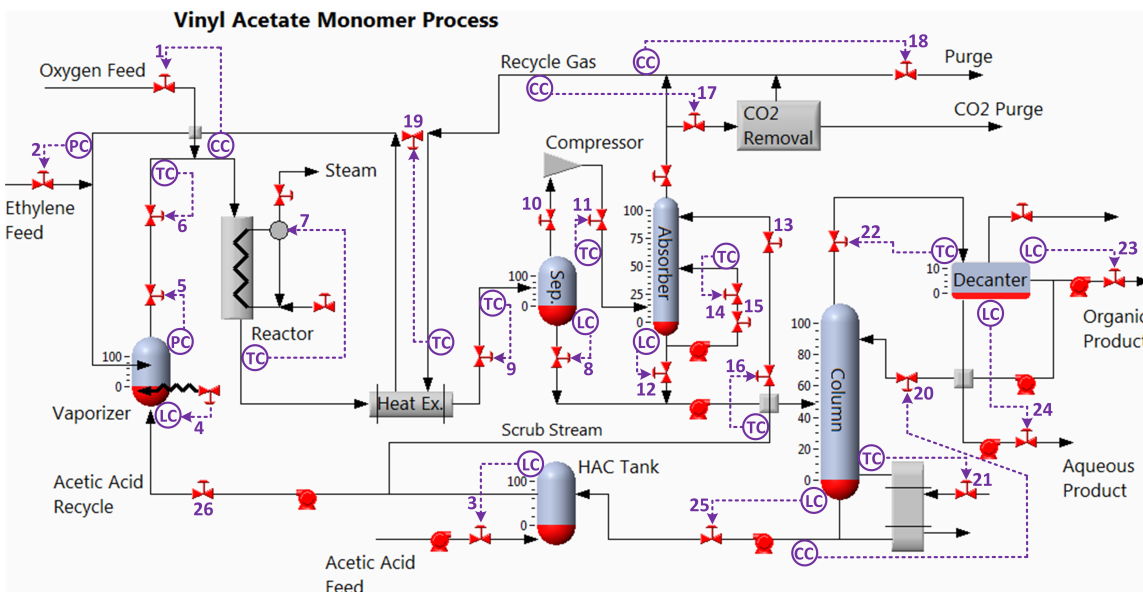 Vinyl Acetate Monomer Process
1
18
CC
Oxygen Feed
Recycle Gas
Purge
CC
17
CO2 Purge
CO2
Removal
19
2
PC
CC
Compressor
TC
Steam
Ethylene
Feed
6
7
10
11
100
75
50
25
0
Absorber
13
TC
TC
14
15
22
TC
LC
23
10
0
Decanter
Organic
Product
5
PC
Reactor
TC
100
0
Vaporizer
LC
4
TC
Sep.
100
0
TC
LC
9
8
LC
12
16
TC
Heat Ex.
100
80
60
40
20
0
Column
LC
20
24
Scrub Stream
Aqueous
Product
Acetic Acid
Recycle
26
LC
HAC Tank
100
0
3
TC
21
25
LC
CC
Acetic Acid
Feed